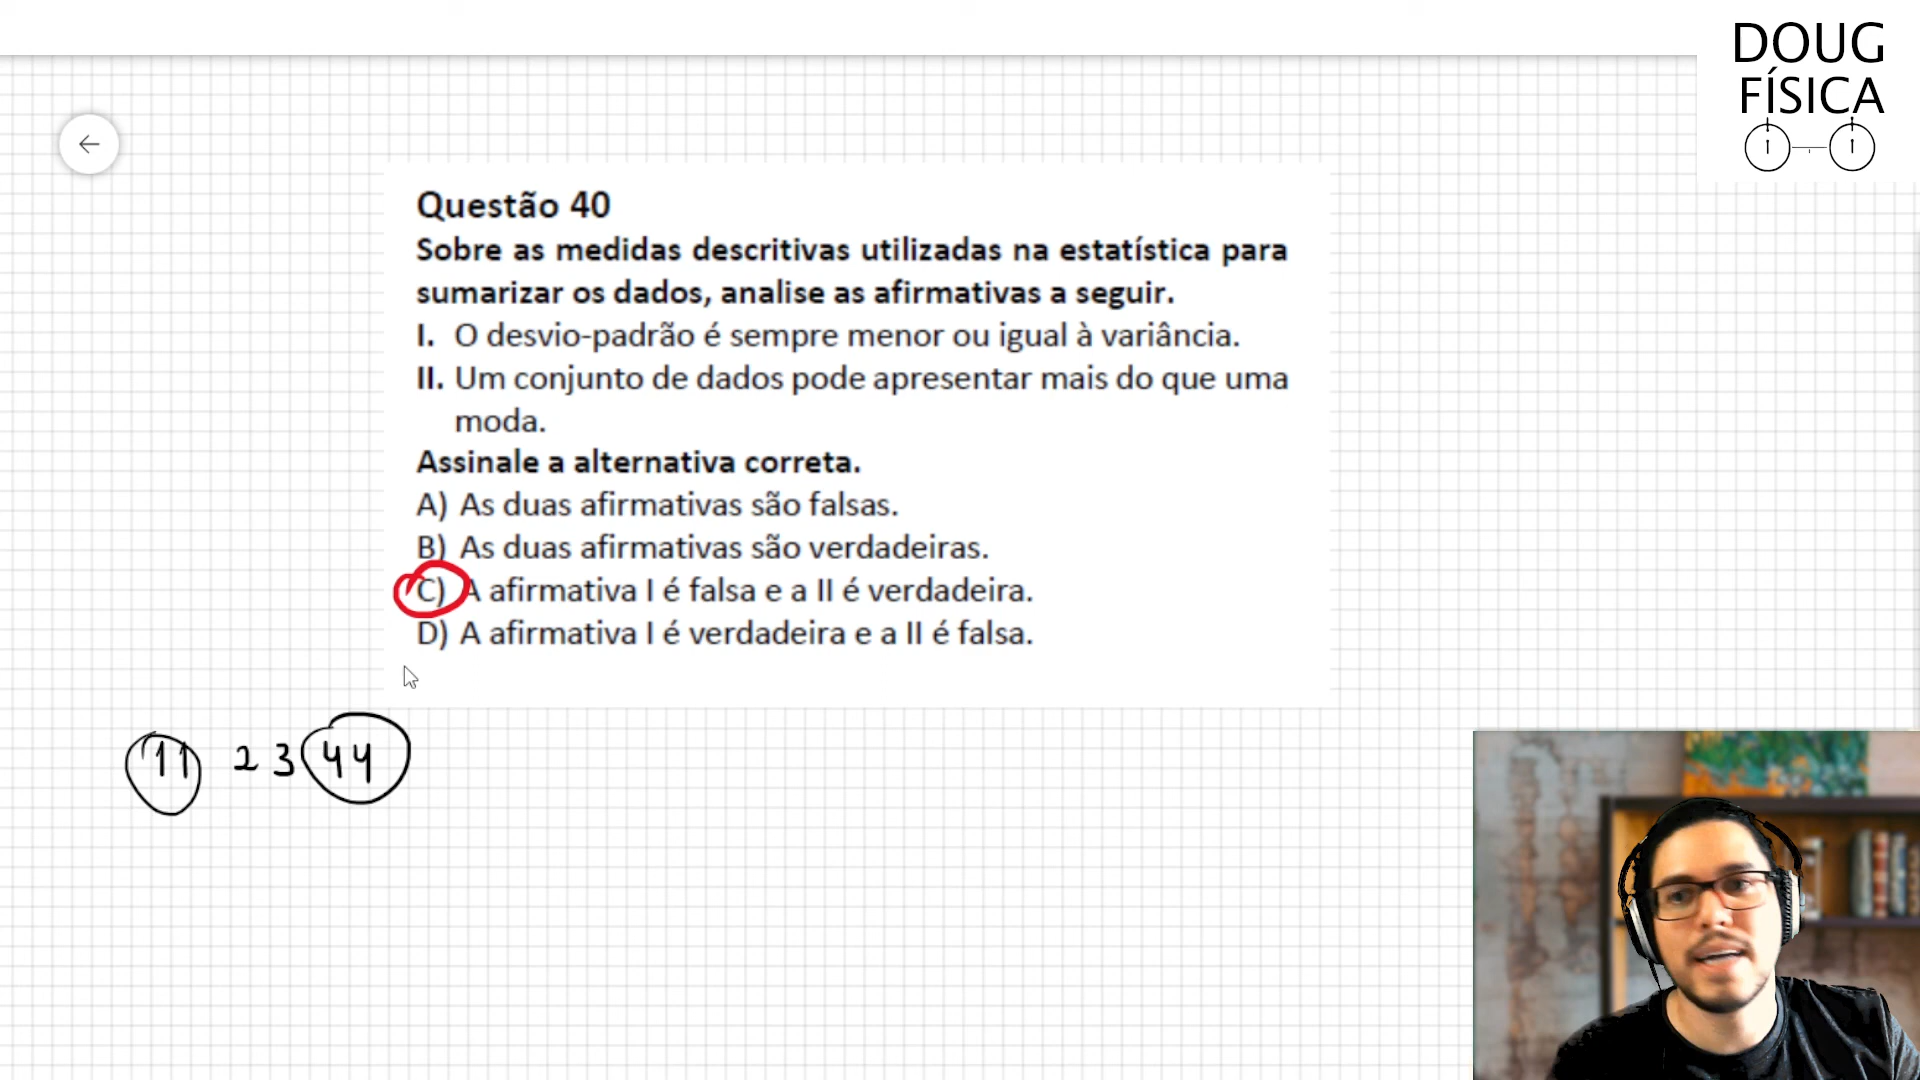 DOUG
FÍSICA
Questão 40
Sobre as medidas descritivas utilizadas na estatística para
sumarizar os dados, analise as afirmativas a seguir.
I. O desvio-padrão é sempre menor ou igual à variância.
II. Um conjunto de dados pode apresentar mais do que uma
moda.
Assinale a alternativa correta.
A) As duas afirmativas são falsas.
B) As duas afirmativas são verdadeiras.
C) A afirmativa I é falsa e a II é verdadeira.
D) A afirmativa I é verdadeira e a II é falsa.
11 2 3 44